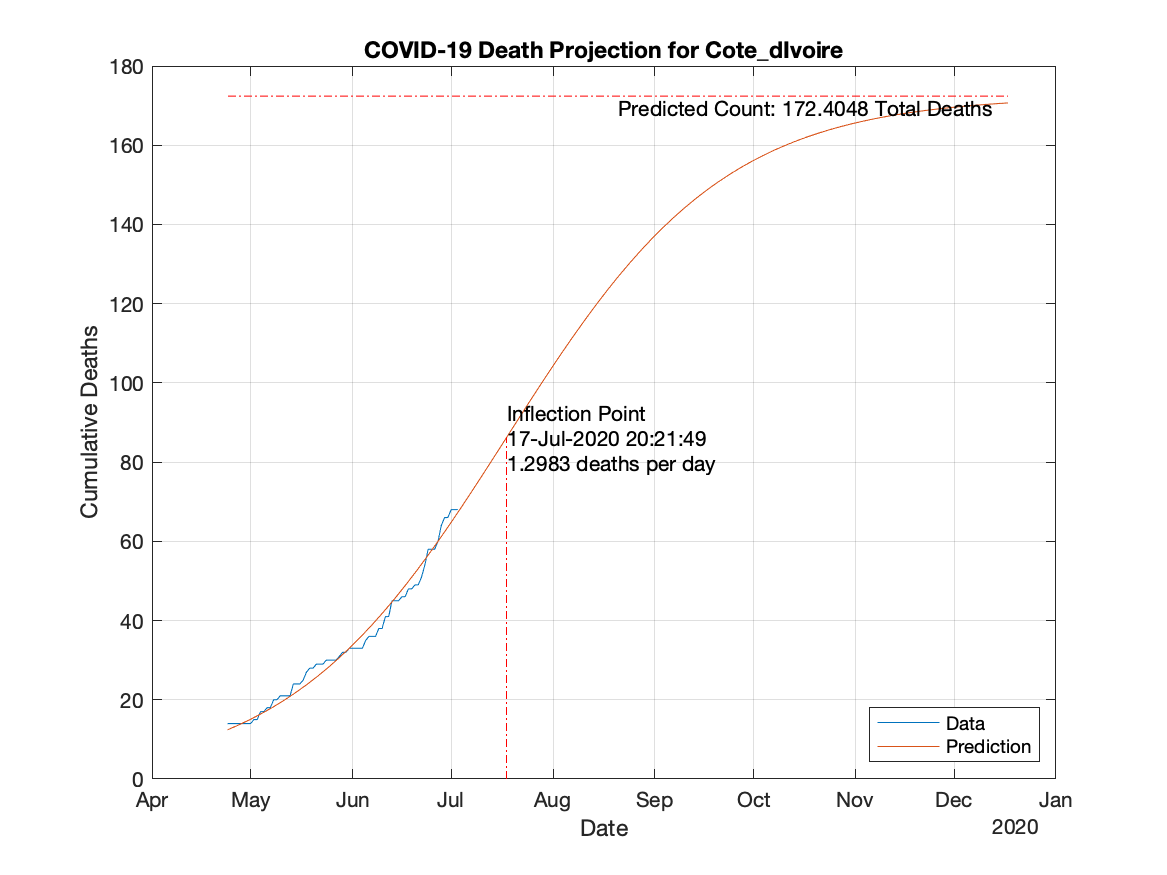 COVID-19 Death Projection for Cote_dIvoire
180
160
140
120
100
80
60
40
20
0
Cumulative Deaths
Predicted Count: 172.4048 Total Deaths
Inflection Point
17-Jul-2020 20:21:49
1.2983 deaths per day
Data
Prediction
Apr May Jun Jul Aug Sep Oct Nov Dec Jan
Date
2020